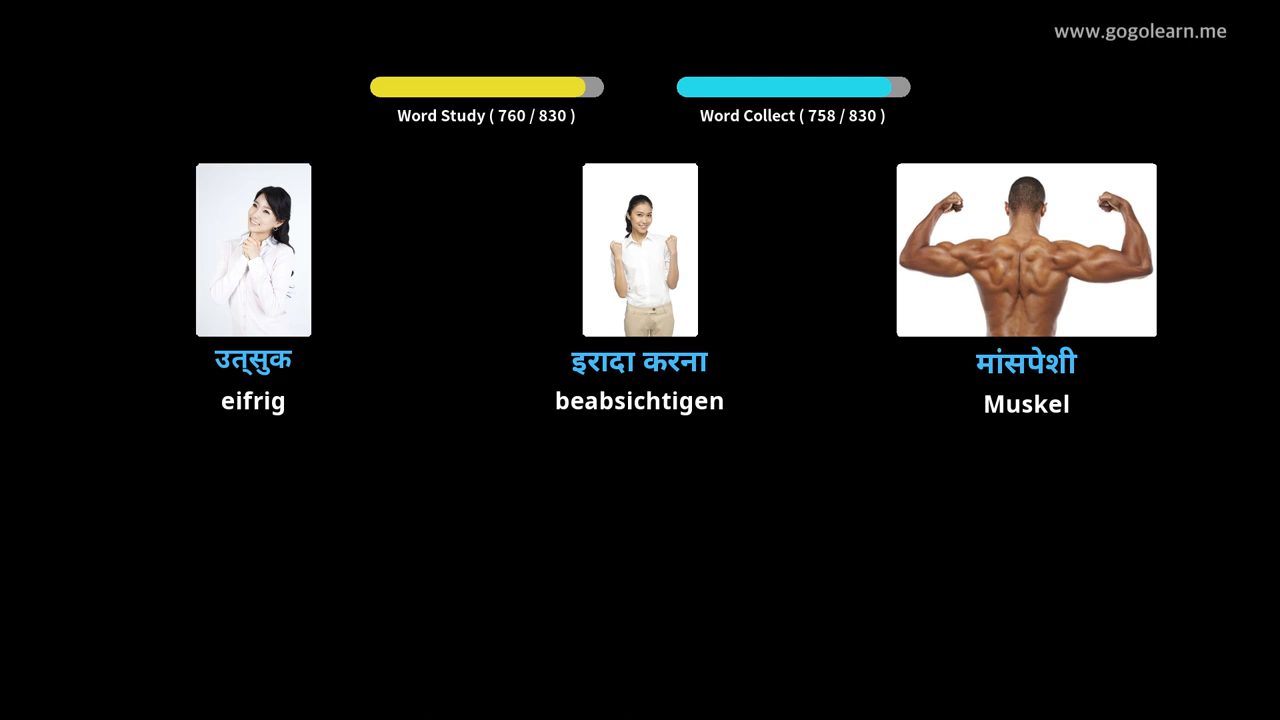 www.gogolearn.me
Word Study ( 760 / 830 )
Word Collect ( 758 / 830 )
उत्सुक
इरादा करना
मांसपेशी
eifrig
beabsichtigen
Muskel